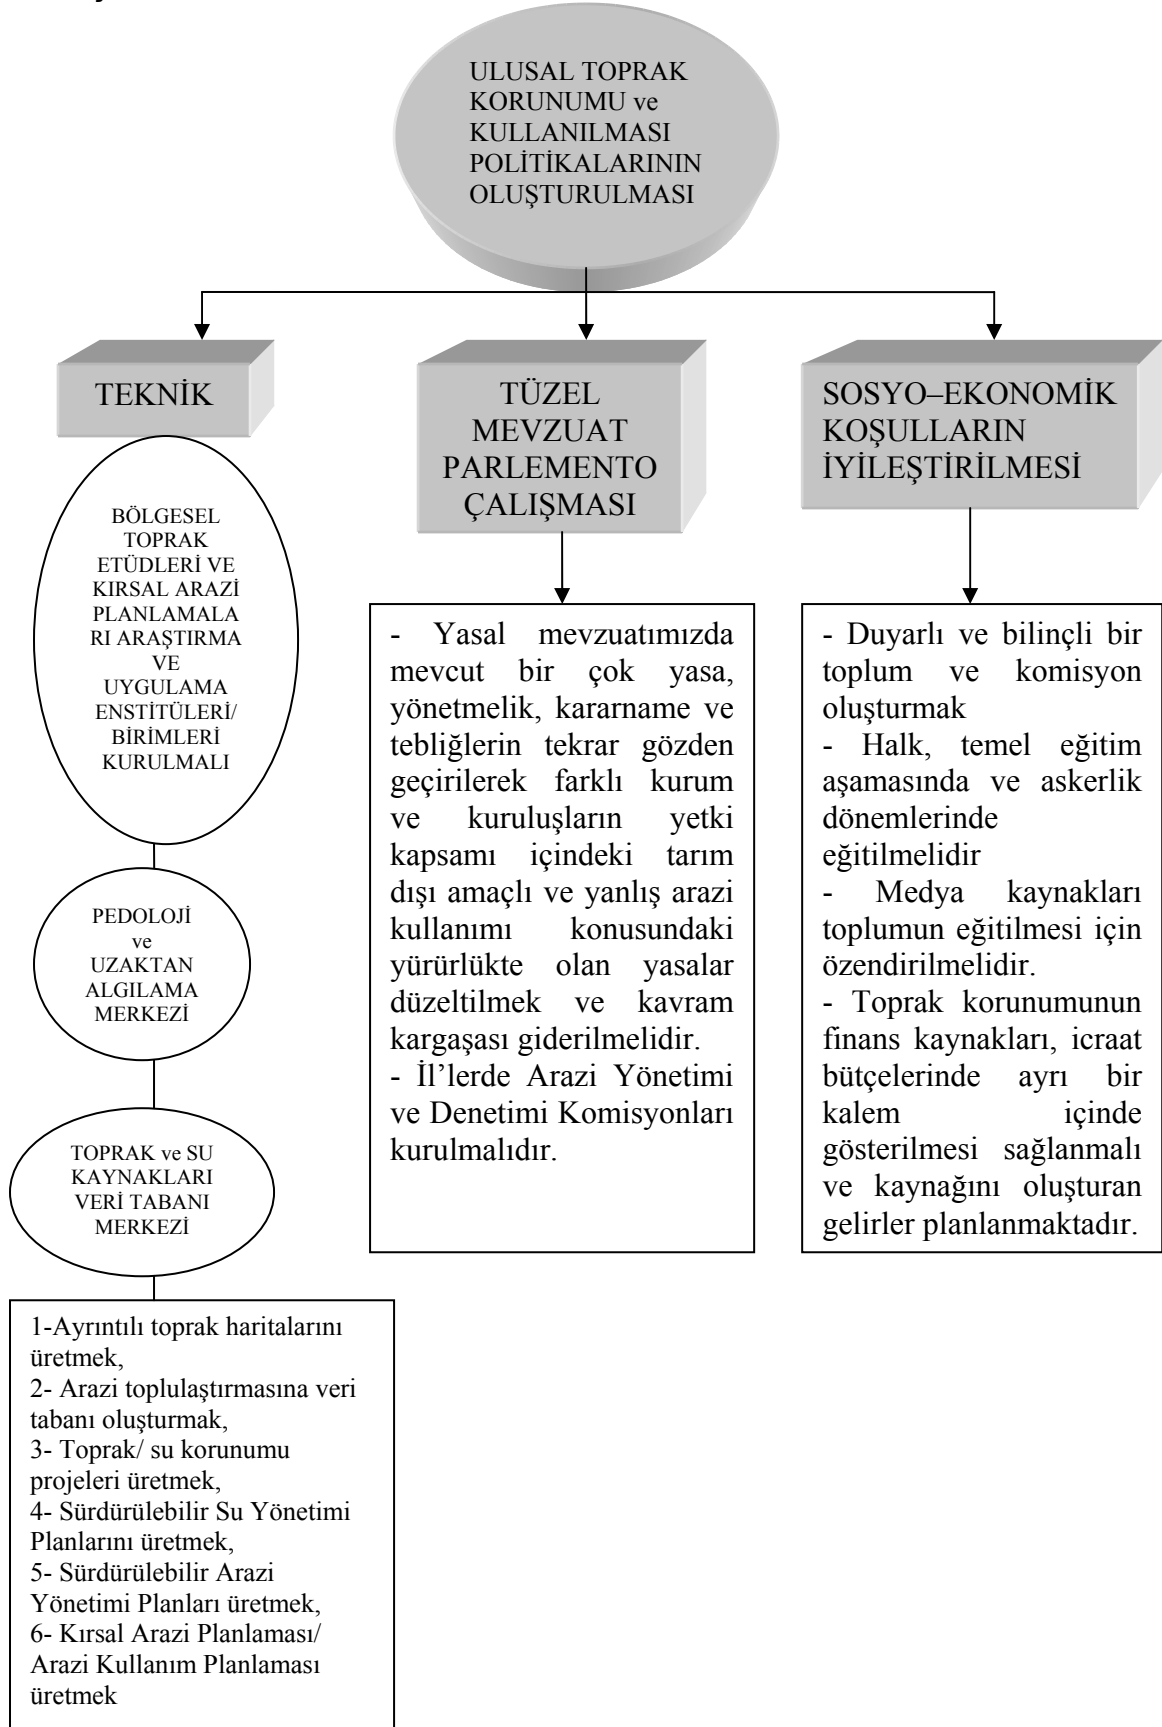 ULUSAL TOPRAK
KORUNUMU ve
KULLANILMASI
POLİTİKALARININ
OLUŞTURULMASI
TEKNİK
BÖLGESEL
TOPRAK
ETÜDLERİ VE
KIRSAL ARAZİ
PLANLAMALA
RI ARAŞTIRMA
VE
UYGULAMA
ENSTİTÜLERİ/
BİRİMLERİ
KURULMALI
PEDOLOJİ
ve
UZAKTAN
ALGILAMA
MERKEZİ
TOPRAK ve SU
KAYNAKLARI
VERİ TABANI
MERKEZİ
1-Ayrıntılı toprak haritalarını
üretmek,
2- Arazi toplulaştırmasına veri
tabanı oluşturmak,
3- Toprak/ su korunumu
projeleri üretmek,
4- Sürdürülebilir Su Yönetimi
Planlarını üretmek,
5- Sürdürülebilir Arazi
Yönetimi Planları üretmek,
6- Kırsal Arazi Planlaması/
Arazi Kullanım Planlaması
üretmek
TÜZEL
MEVZUAT
PARLEMENTO
ÇALIŞMASI
- Yasal mevzuatımızda
mevcut bir çok yasa,
yönetmelik, kararname ve
tebliğlerin tekrar gözden
geçirilerek farklı kurum
ve kuruluşların yetki
kapsamı içindeki tarım
dışı amaçlı ve yanlış arazi
kullanımı konusundaki
yürürlükte olan yasalar
düzeltilmek ve kavram
kargaşası giderilmelidir.
- İl’lerde Arazi Yönetimi
ve Denetimi Komisyonları
kurulmalıdır.
SOSYO–EKONOMİK
KOŞULLARIN
İYİLEŞTİRİLMESİ
- Duyarlı ve bilinçli bir
toplum ve komisyon
oluşturmak
- Halk, temel eğitim
aşamasında ve askerlik
dönemlerinde
eğitilmelidir
- Medya kaynakları
toplumun eğitilmesi için
özendirilmelidir.
- Toprak korunumunun
finans kaynakları, icraat
bütçelerinde ayrı bir
kalem içinde
gösterilmesi sağlanmalı
ve kaynağını oluşturan
gelirler planlanmaktadır.